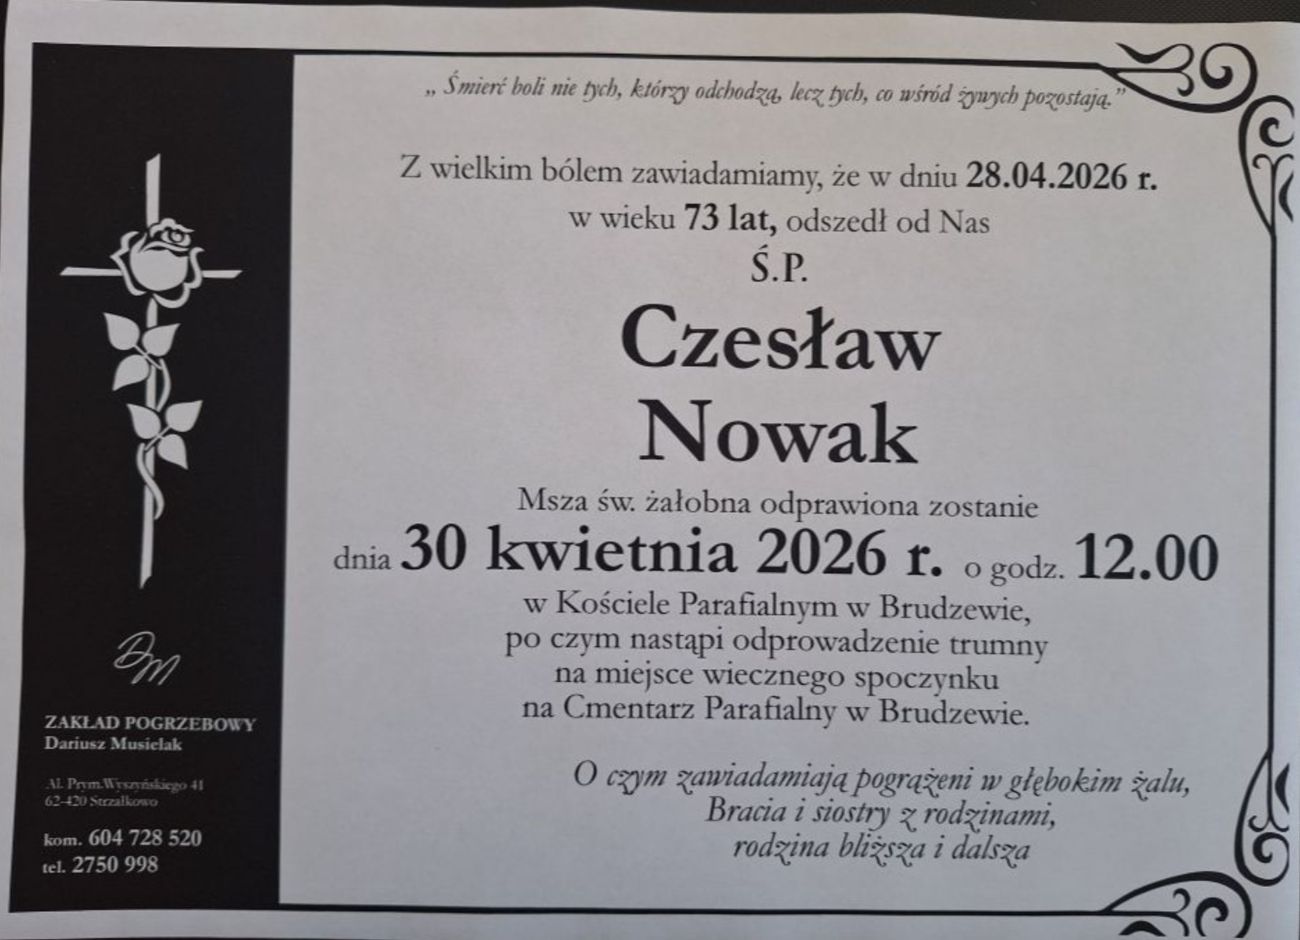 „ Śmierć boli nie tych, którzy odchodzą, lecz tych, co wśród żywych pozostają.”
Z wielkim bólem zawiadamiamy, że w dniu 28.04.2026 r.
w wieku 73 lat, odszedł od Nas
Ś.P.
Czesław
Nowak
Msza św. żałobna odprawiona zostanie
dnia 30 kwietnia 2026 r. o godz. 12.00
w Kościele Parafialnym w Brudzewie,
po czym nastąpi odprowadzenie trumny
na miejsce wiecznego spoczynku
na Cmentarz Parafialny w Brudzewie.
O czym zawiadamiają pogrążeni w głębokim żalu,
Bracia i siostry z rodzinami,
rodzina bliższa i dalsza
DM
ZAKŁAD POGRZEBOWY
Dariusz Musielak
Al. Prym.Wyszyńskiego 41
62-420 Strzałkowo
kom. 604 728 520
tel. 2750 998